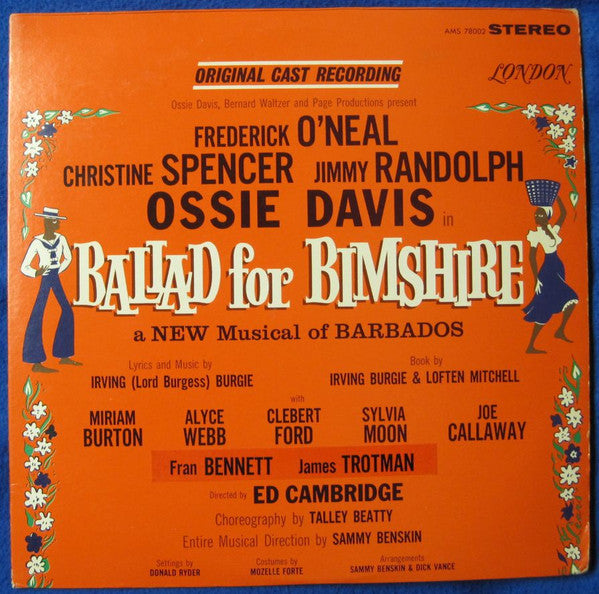 AMS 78002 STEREO
LONDON
ORIGINAL CAST RECORDING
Ossie Davis, Bernard Waltzer and Page Productions present
FREDERICK O'NEAL
CHRISTINE SPENCER JIMMY RANDOLPH
OSSIE DAVIS in
BALLAD for BIMSHIRE
a NEW Musical of BARBADOS
Lyrics and Music by
IRVING (Lord Burgess) BURGIE
Book by
IRVING BURGIE & LOFTEN MITCHELL
with
MIRIAM BURTON
ALYCE WEBB
CLEBERT FORD
SYLVIA MOON
JOE CALLAWAY
Fran BENNETT James TROTMAN
Directed by ED CAMBRIDGE
Choreography by TALLEY BEATTY
Entire Musical Direction by SAMMY BENSKIN
Settings by
DONALD RYDER
Costumes by
MOZELLE FORTE
Arrangements
SAMMY BENSKIN & DICK VANCE